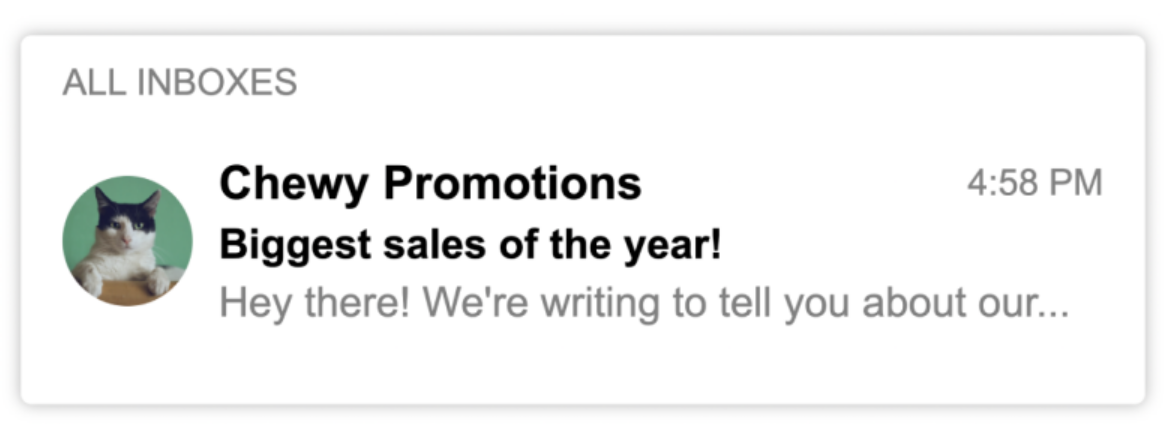 ALL INBOXES
Chewy Promotions 4:58 PM
Biggest sales of the year!
Hey there! We're writing to tell you about our...